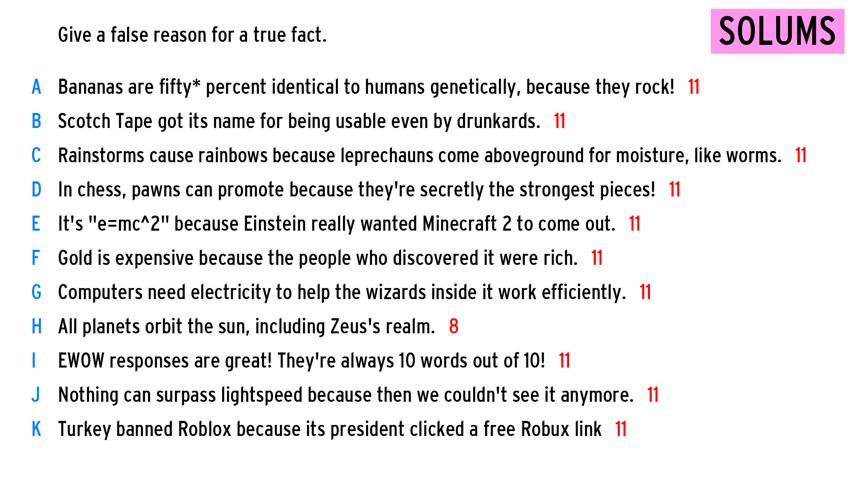 Give a false reason for a true fact.
SOLUMS
A Bananas are fifty* percent identical to humans genetically, because they rock! 11
B Scotch Tape got its name for being usable even by drunkards. 11
C Rainstorms cause rainbows because leprechauns come aboveground for moisture, like worms. 11
D In chess, pawns can promote because they're secretly the strongest pieces! 11
E It's "e=mc^2" because Einstein really wanted Minecraft 2 to come out. 11
F Gold is expensive because the people who discovered it were rich. 11
G Computers need electricity to help the wizards inside it work efficiently. 11
H All planets orbit the sun, including Zeus's realm. 8
I EWOW responses are great! They're always 10 words out of 10! 11
J Nothing can surpass lightspeed because then we couldn't see it anymore. 11
K Turkey banned Roblox because its president clicked a free Robux link 11